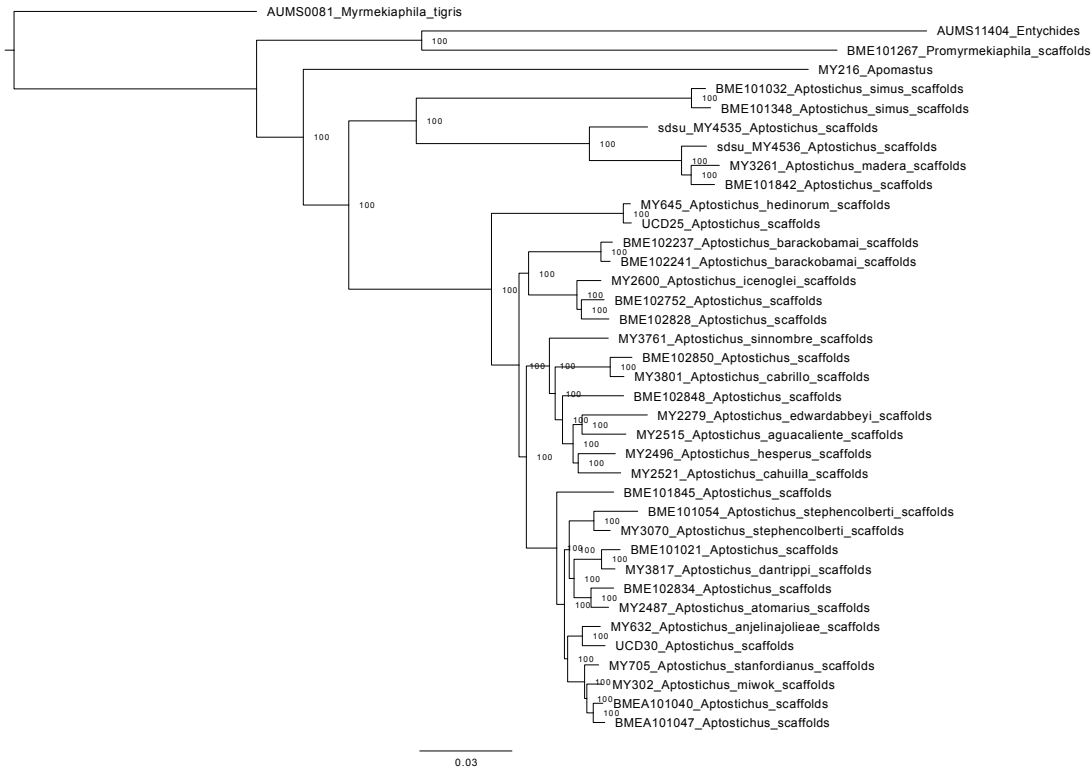 AUMS0081_Myrmekiaphila_tigris
AUMS11404_Entychides
100
BME101267_Promyrmekiaphila_scaffolds
MY216_Apomastus
BME101032_Aptostichus_simus_scaffolds
100
BME101348_Aptostichus_simus_scaffolds
100
sdsu_MY4535_Aptostichus_scaffolds
100
100
sdsu_MY4536_Aptostichus_scaffolds
100
MY3261_Aptostichus_madera_scaffolds
100
BME101842_Aptostichus_scaffolds
100
MY645_Aptostichus_hedinorum_scaffolds
100
UCD25_Aptostichus_scaffolds
BME102237_Aptostichus_barackobamai_scaffolds
100
BME102241_Aptostichus_barackobamai_scaffolds
100
MY2600_Aptostichus_icenoglei_scaffolds
100
100
BME102752_Aptostichus_scaffolds
100
BME102828_Aptostichus_scaffolds
MY3761_Aptostichus_sinnombre_scaffolds
BME102850_Aptostichus_scaffolds
100
100
100
MY3801_Aptostichus_cabrillo_scaffolds
100
BME102848_Aptostichus_scaffolds
MY2279_Aptostichus_edwardabbeyi_scaffolds
100
100
MY2515_Aptostichus_aguacaliente_scaffolds
100
MY2496_Aptostichus_hesperus_scaffolds
100
100
MY2521_Aptostichus_cahuilla_scaffolds
BME101845_Aptostichus_scaffolds
BME101054_Aptostichus_stephencolberti_scaffolds
100
MY3070_Aptostichus_stephencolberti_scaffolds
100
100
BME101021_Aptostichus_scaffolds
100
MY3817_Aptostichus_dantrippi_scaffolds
100
BME102834_Aptostichus_scaffolds
100
100
MY2487_Aptostichus_atomarius_scaffolds
MY632_Aptostichus_anjelinajolieae_scaffolds
100
UCD30_Aptostichus_scaffolds
100
MY705_Aptostichus_stanfordianus_scaffolds
100
MY302_Aptostichus_miwok_scaffolds
100
BMEA101040_Aptostichus_scaffolds
100
BMEA101047_Aptostichus_scaffolds
0.03